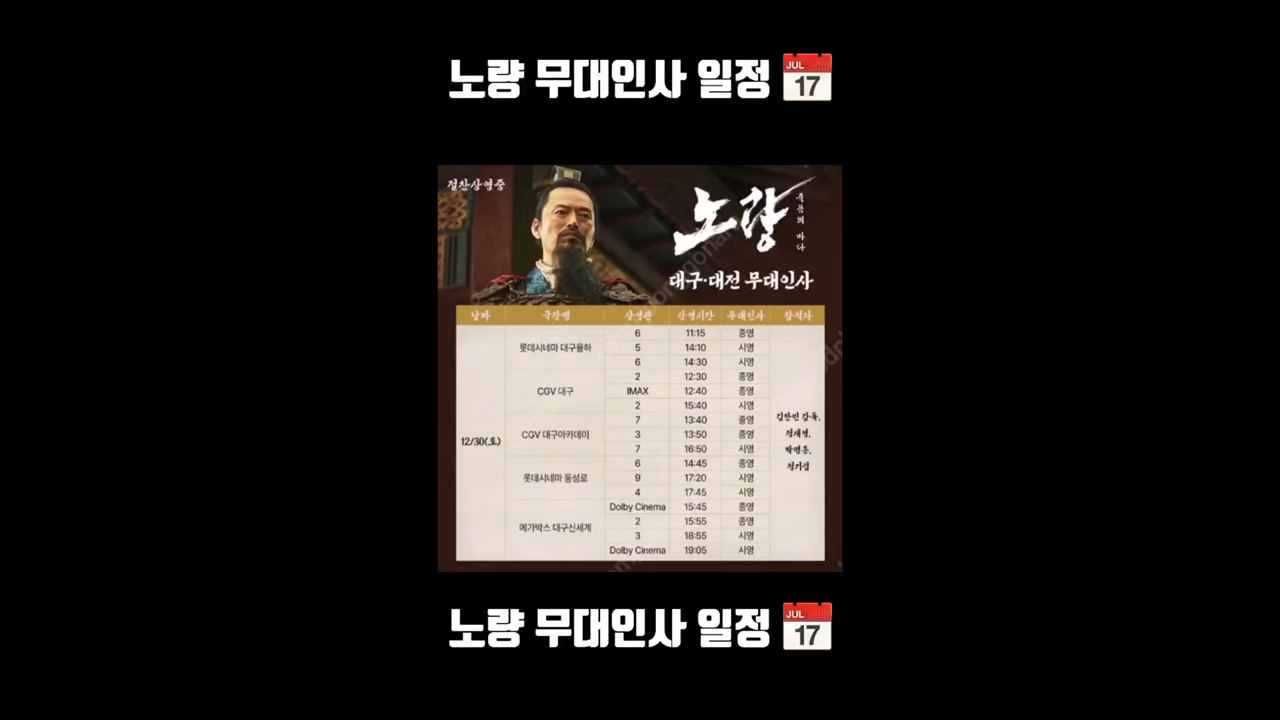 노량 무대인사 일정
JUL
17
절찬상영중
노량
죽음의 바다
대구·대전 무대인사
날짜 극장명 상영관 상영시간 무대인사 참석자
12/30(토)
롯데시네마 대구율하
6 11:15 종영
5 14:10 시영
6 14:30 시영
CGV 대구
2 12:30 종영
IMAX 12:40 종영
2 15:40 시영
CGV 대구아카데미
7 13:40 종영
3 13:50 종영
7 16:50 시영
롯데시네마 동성로
6 14:45 종영
9 17:20 시영
4 17:45 시영
메가박스 대구신세계
Dolby Cinema 15:45 종영
2 15:55 종영
3 18:55 시영
Dolby Cinema 19:05 시영
김한민 감독,
정재영,
박명훈,
노량 무대인사 일정
JUL
17